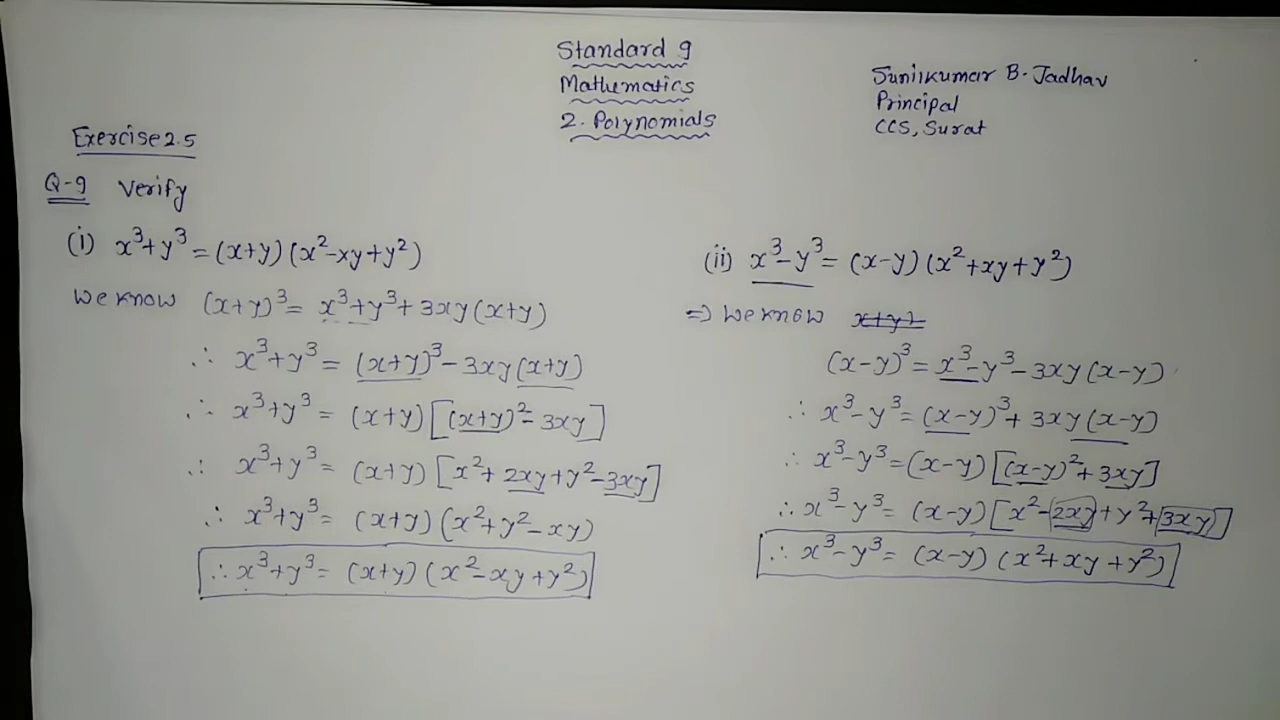 Standard 9
Mathematics
2. Polynomials
Sunilkumar B. Jadhav
Principal
CCS, Surat
Exercise 2.5
Q-9 Verify
(i) x³+y³ = (x+y) (x²-xy+y²)
We know (x+y)³ = x³+y³+3xy(x+y)
∴ x³+y³ = (x+y)³-3xy(x+y)
∴ x³+y³ = (x+y)[(x+y)²-3xy]
∴ x³+y³ = (x+y)[x²+2xy+y²-3xy]
∴ x³+y³ = (x+y)(x²+y²-xy)
∴ x³+y³ = (x+y)(x²-xy+y²)
(ii) x³-y³ = (x-y)(x²+xy+y²)
=> We know
(x-y)³ = x³-y³-3xy(x-y)
∴ x³-y³ = (x-y)³+3xy(x-y)
∴ x³-y³ = (x-y)[(x-y)²+3xy]
∴ x³-y³ = (x-y)[x²-2xy+y²+3xy]
∴ x³-y³ = (x-y)(x²+xy+y²)